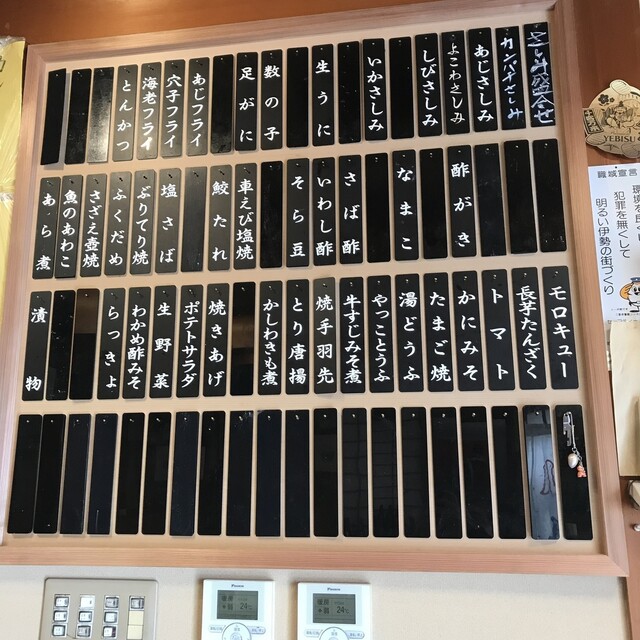 さしみ盛合せ
カンパチさしみ
あじさしみ
よこわさしみ
しびさしみ
いかさしみ
生うに
数の子
足がに
あじフライ
穴子フライ
海老フライ
とんかつ
酢がき
なまこ
さば酢
いわし酢
そら豆
車えび塩焼
鮫たれ
塩さば
ぶりてり焼
ふくだめ
さざえ壺焼
魚のあわこ
あら煮
モロキュー
長芋たんざく
トマト
かにみそ
たまご焼
湯どうふ
やっことうふ
牛すじみそ煮
焼手羽先
とり唐揚
かしわきも煮
焼きあげ
ポテトサラダ
生野菜
わかめ酢みそ
らっきょ
漬物
YEBISU
職域宣言
環境を良く
犯罪を無くして
明るい伊勢の街づくり